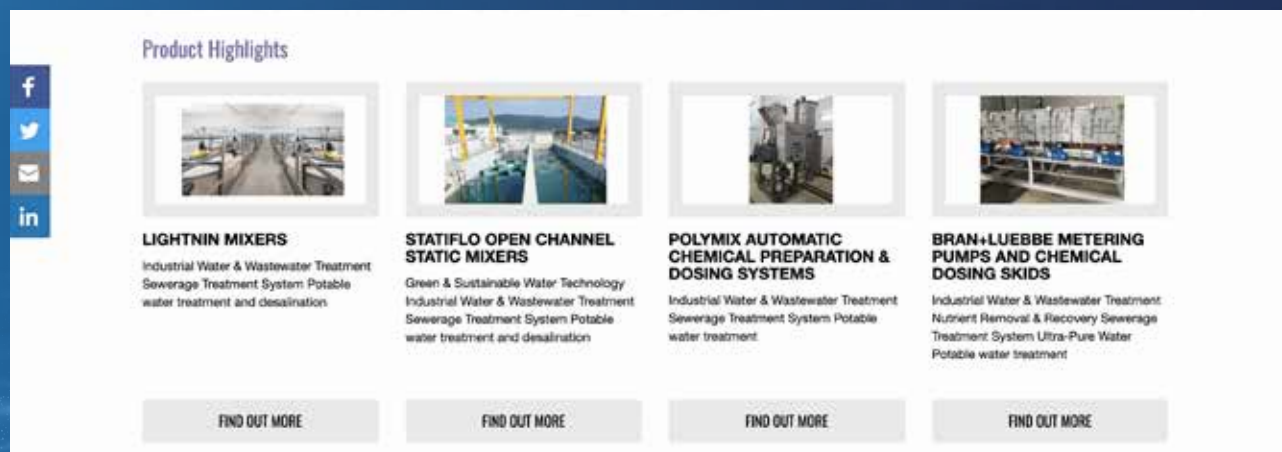 Product Highlights
f
in
LIGHTNIN MIXERS
Industrial Water & Wastewater Treatment
Sewerage Treatment System Potable
water treatment and desalination
FIND OUT MORE
STATIFLO OPEN CHANNEL
STATIC MIXERS
Green & Sustainable Water Technology
Industrial Water & Wastewater Treatment
Sewerage Treatment System Potable
water treatment and desalination
FIND OUT MORE
POLYMIX AUTOMATIC
CHEMICAL PREPARATION &
DOSING SYSTEMS
Industrial Water & Wastewater Treatment
Sewerage Treatment System Potable
water treatment
FIND OUT MORE
BRAN+LUEBBE METERING
PUMPS AND CHEMICAL
DOSING SKIDS
Industrial Water & Wastewater Treatment
Nutrient Removal & Recovery Sewerage
Treatment System Ultra-Pure Water
Potable water treatment
FIND OUT MORE